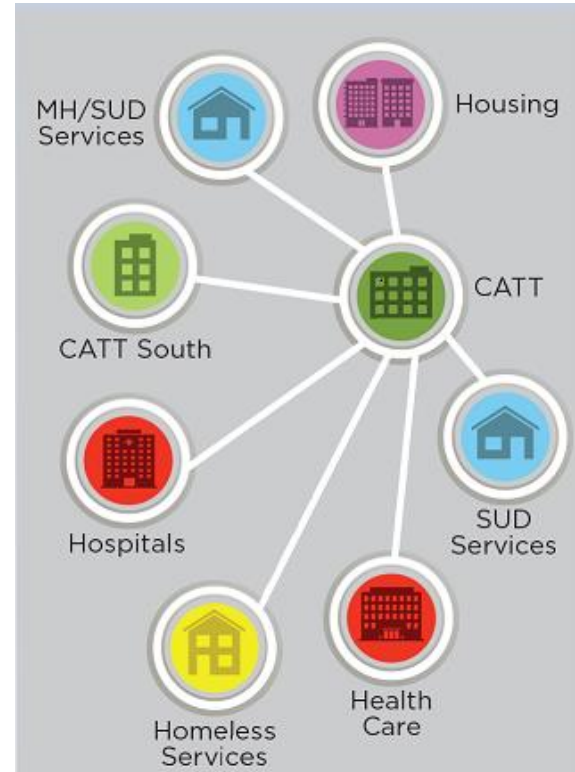 MH/SUD
Services
Housing
CATT
CATT South
SUD
Services
Hospitals
Health
Care
Homeless
Services